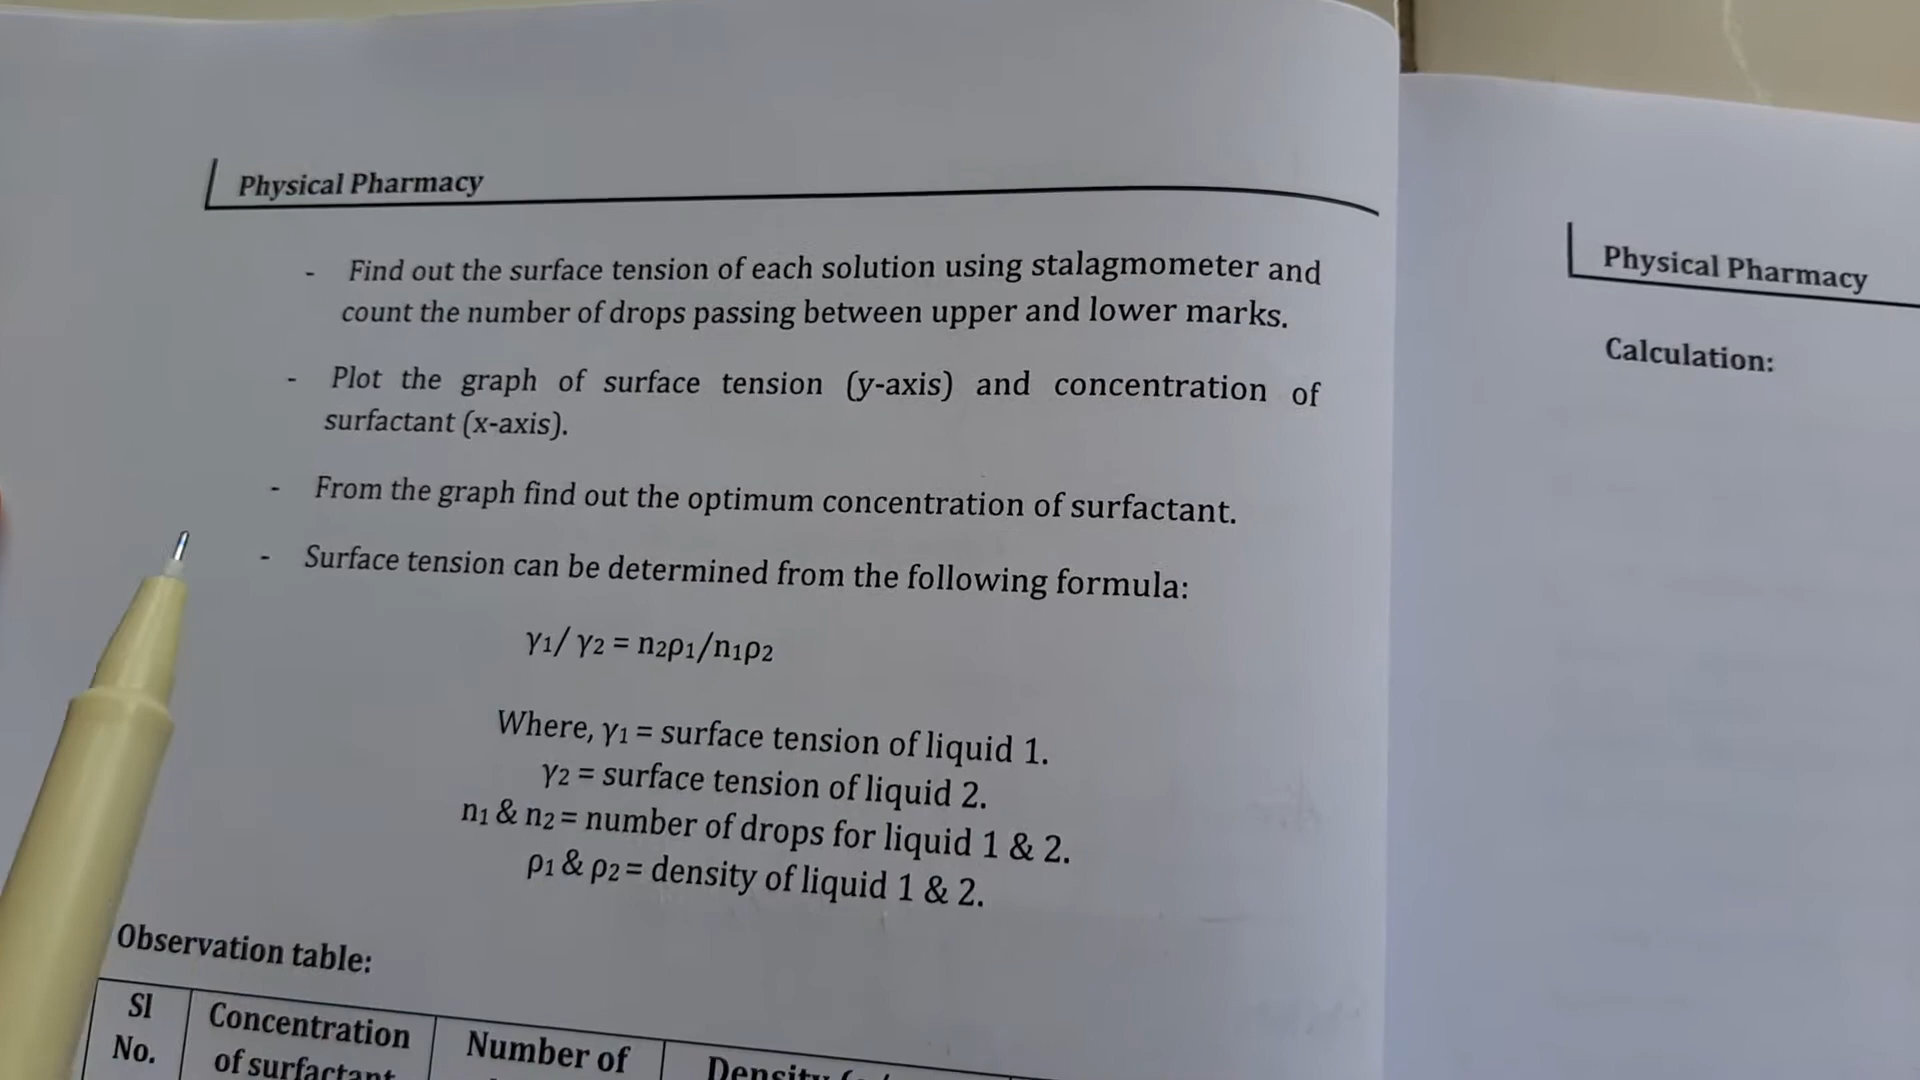 Physical Pharmacy
- Find out the surface tension of each solution using stalagmometer and
count the number of drops passing between upper and lower marks.
- Plot the graph of surface tension (y-axis) and concentration of
surfactant (x-axis).
- From the graph find out the optimum concentration of surfactant.
- Surface tension can be determined from the following formula:
γ1/ γ2 = n2ρ1/n1ρ2
Where, γ1 = surface tension of liquid 1.
γ2 = surface tension of liquid 2.
n1 & n2 = number of drops for liquid 1 & 2.
ρ1 & ρ2 = density of liquid 1 & 2.
Observation table:
Sl
No.
Concentration
of surfactant
Number of
Density
Physical Pharmacy
Calculation: